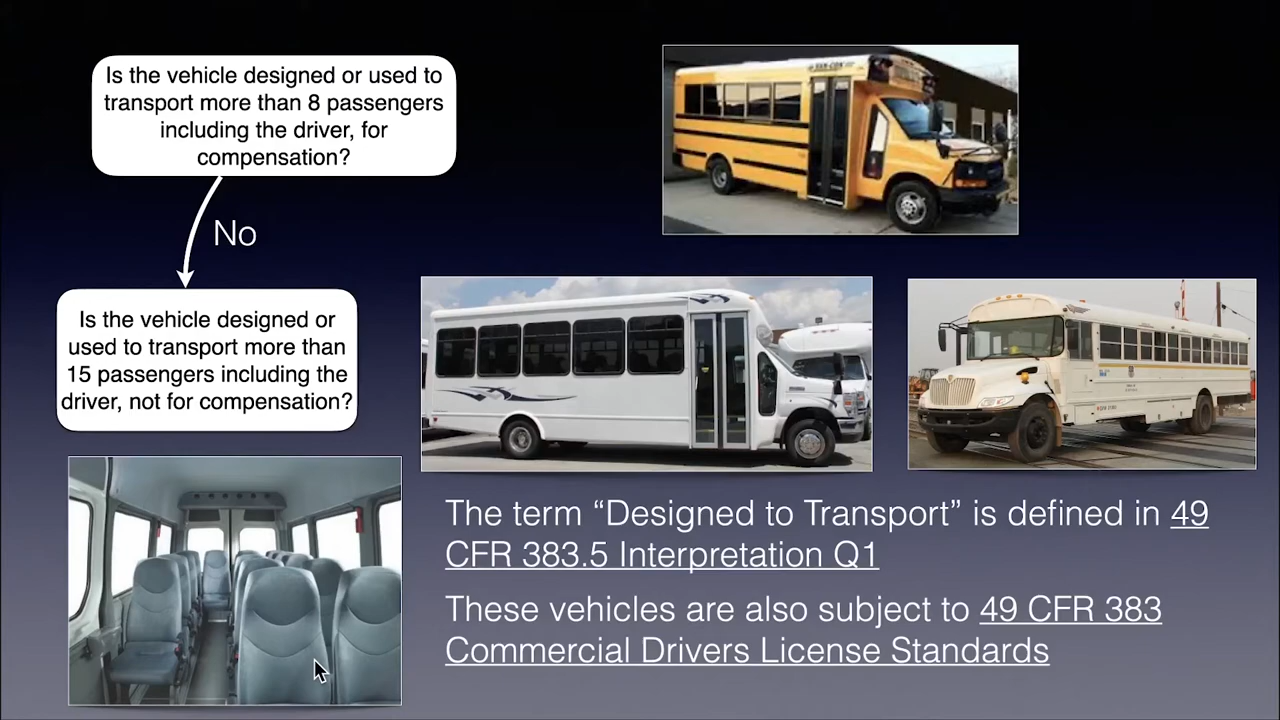 Is the vehicle designed or used to
transport more than 8 passengers
including the driver, for
compensation?
No
Is the vehicle designed or
used to transport more than
15 passengers including the
driver, not for compensation?
The term “Designed to Transport” is defined in 49
CFR 383.5 Interpretation Q1
These vehicles are also subject to 49 CFR 383
Commercial Drivers License Standards